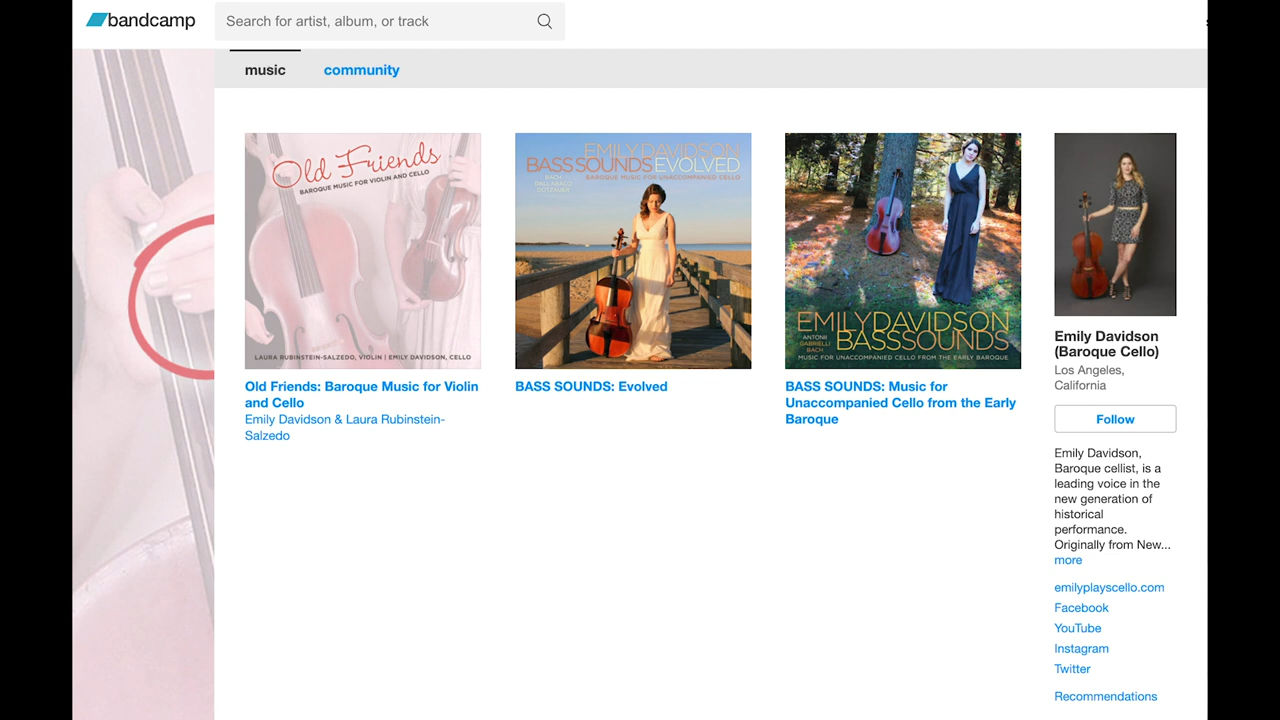 bandcamp
Search for artist, album, or track
music
community
Old Friends
BAROQUE MUSIC FOR VIOLIN AND CELLO
LAURA RUBINSTEIN-SALZEDO, VIOLIN | EMILY DAVIDSON, CELLO
Old Friends: Baroque Music for Violin
and Cello
Emily Davidson & Laura Rubinstein-
Salzedo
EMILY DAVIDSON
BASS SOUNDS EVOLVED
BAROQUE MUSIC FOR UNACCOMPANIED CELLO
BACH
DALL'ABACO
DOTZAUER
BASS SOUNDS: Evolved
EMILY DAVIDSON
ANTONII
GABRIELLI
BACH
BASS SOUNDS
MUSIC FOR UNACCOMPANIED CELLO FROM THE EARLY BAROQUE
BASS SOUNDS: Music for
Unaccompanied Cello from the Early
Baroque
Emily Davidson
(Baroque Cello)
Los Angeles,
California
Follow
Emily Davidson,
Baroque cellist, is a
leading voice in the
new generation of
historical
performance.
Originally from New...
more
emilyplayscello.com
Facebook
YouTube
Instagram
Twitter
Recommendations